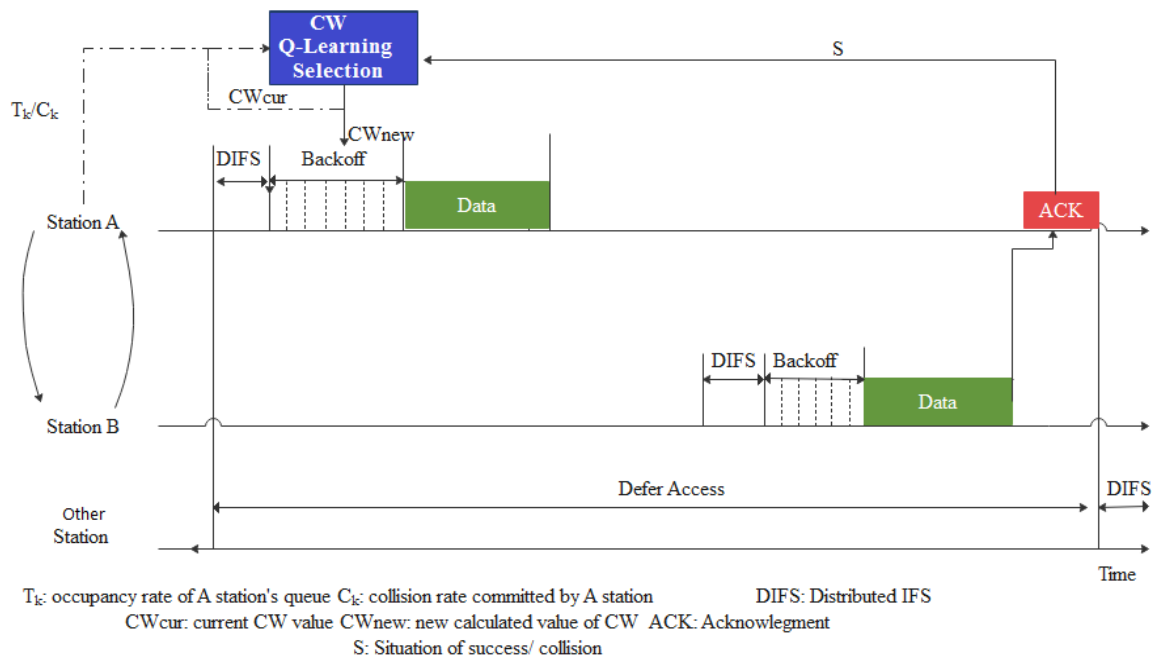 CW
Q-Learning
Selection
S
CWcur
Tk/Ck
CWnew
DIFS
Backoff
Data
ACK
Station A
DIFS
Backoff
Data
Station B
Defer Access
DIFS
Other
Station
Time
Tk: occupancy rate of A station's queue Ck: collision rate committed by A station DIFS: Distributed IFS
CWcur: current CW value CWnew: new calculated value of CW ACK: Acknowlegment
S: Situation of success/ collision